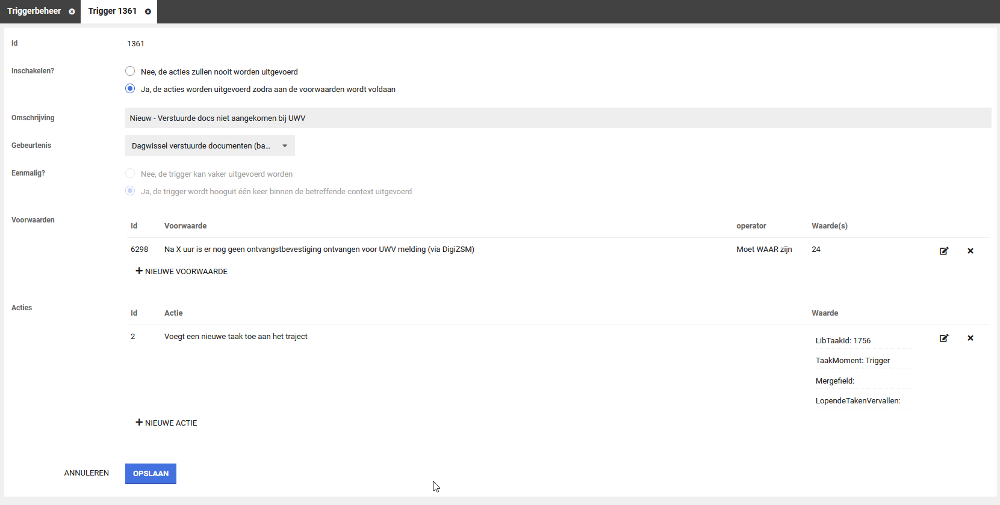 Triggerbeheer
Trigger 1361
Id
1361
Inschakelen?
Nee, de acties zullen nooit worden uitgevoerd
Ja, de acties worden uitgevoerd zodra aan de voorwaarden wordt voldaan
Omschrijving
Nieuw - Verstuurde docs niet aangekomen bij UWV
Gebeurtenis
Dagwissel verstuurde documenten (ba...
Eenmalig?
Nee, de trigger kan vaker uitgevoerd worden
Ja, de trigger wordt hooguit één keer binnen de betreffende context uitgevoerd
Voorwaarden
Id Voorwaarde operator Waarde(s)
6298 Na X uur is er nog geen ontvangstbevestiging ontvangen voor UWV melding (via DigiZSM) Moet WAAR zijn 24
NIEUWE VOORWAARDE
Acties
Id Actie Waarde
2 Voegt een nieuwe taak toe aan het traject
LibTaakId: 1756
TaakMoment: Trigger
Mergefield:
LopendeTakenVervallen:
NIEUWE ACTIE
ANNULEREN
OPSLAAN